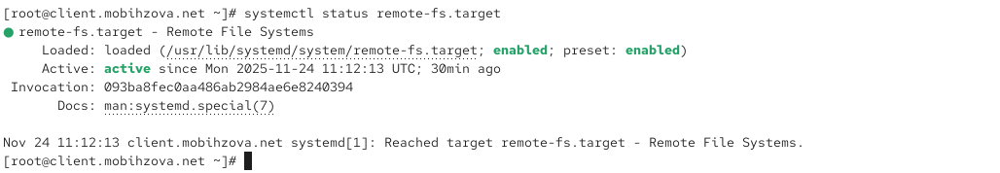 [root@client.mobihzova.net ~]# systemctl status remote-fs.target
● remote-fs.target - Remote File Systems
Loaded: loaded (/usr/lib/systemd/system/remote-fs.target; enabled; preset: enabled)
Active: active since Mon 2025-11-24 11:12:13 UTC; 30min ago
Invocation: 093ba8fec0aa486ab2984ae6e8240394
Docs: man:systemd.special(7)
Nov 24 11:12:13 client.mobihzova.net systemd[1]: Reached target remote-fs.target - Remote File Systems.
[root@client.mobihzova.net ~]#